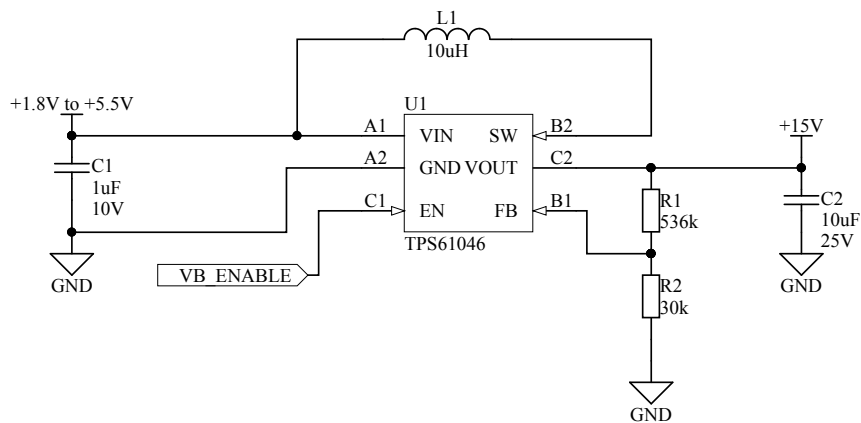 L1
10uH
+1.8V to +5.5V
U1
+15V
A1
VIN
SW
B2
A2
GND
VOUT
C2
C1
1uF
10V
C1
EN
FB
B1
R1
536k
C2
10uF
25V
TPS61046
GND
VB_ENABLE
R2
30k
GND
GND